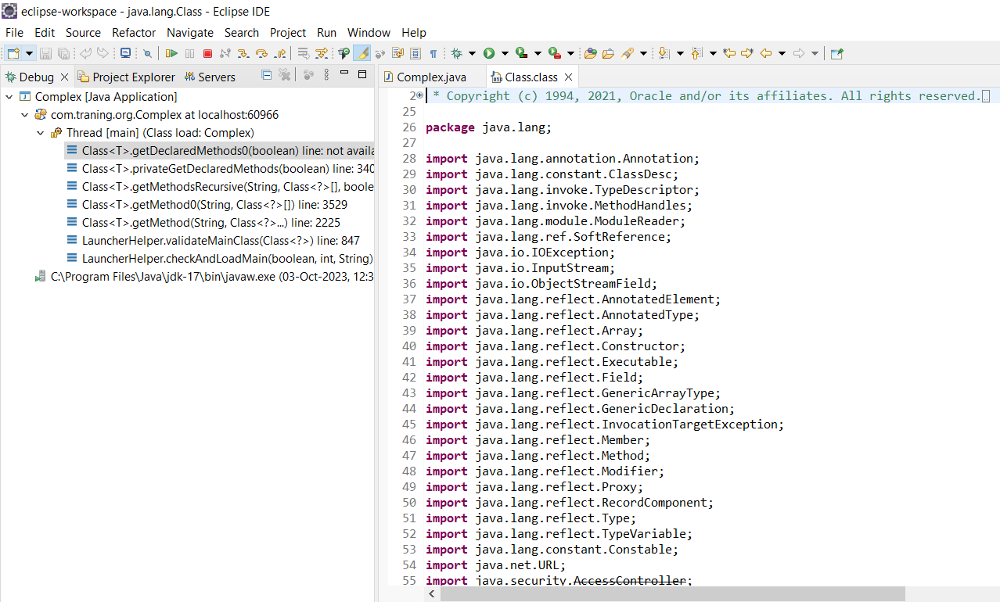 eclipse-workspace - java.lang.Class - Eclipse IDE
File Edit Source Refactor Navigate Search Project Run Window Help
Debug Project Explorer Servers
Complex [Java Application]
com.traning.org.Complex at localhost:60966
Thread [main] (Class load: Complex)
Class<T>.getDeclaredMethods0(boolean) line: not availa
Class<T>.privateGetDeclaredMethods(boolean) line: 340
Class<T>.getMethodsRecursive(String, Class<?>[], boole
Class<T>.getMethod0(String, Class<?>[]) line: 3529
Class<T>.getMethod(String, Class<?>...) line: 2225
LauncherHelper.validateMainClass(Class<?>) line: 847
LauncherHelper.checkAndLoadMain(boolean, int, String)
C:\Program Files\Java\jdk-17\bin\javaw.exe (03-Oct-2023, 12:3
Complex.java Class.class
2 * Copyright (c) 1994, 2021, Oracle and/or its affiliates. All rights reserved.
25
26 package java.lang;
27
28 import java.lang.annotation.Annotation;
29 import java.lang.constant.ClassDesc;
30 import java.lang.invoke.TypeDescriptor;
31 import java.lang.invoke.MethodHandles;
32 import java.lang.module.ModuleReader;
33 import java.lang.ref.SoftReference;
34 import java.io.IOException;
35 import java.io.InputStream;
36 import java.io.ObjectStreamField;
37 import java.lang.reflect.AnnotatedElement;
38 import java.lang.reflect.AnnotatedType;
39 import java.lang.reflect.Array;
40 import java.lang.reflect.Constructor;
41 import java.lang.reflect.Executable;
42 import java.lang.reflect.Field;
43 import java.lang.reflect.GenericArrayType;
44 import java.lang.reflect.GenericDeclaration;
45 import java.lang.reflect.InvocationTargetException;
46 import java.lang.reflect.Member;
47 import java.lang.reflect.Method;
48 import java.lang.reflect.Modifier;
49 import java.lang.reflect.Proxy;
50 import java.lang.reflect.RecordComponent;
51 import java.lang.reflect.Type;
52 import java.lang.reflect.TypeVariable;
53 import java.lang.constant.Constable;
54 import java.net.URL;
55 import java.security.AccessController;